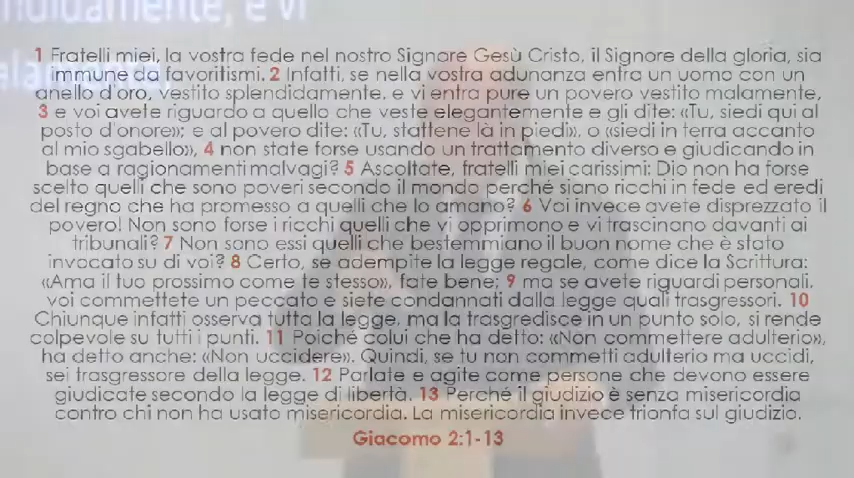 nuidamente, e vi
1 Fratelli miei, la vostra fede nel nostro Signore Gesù Cristo, il Signore della gloria, sia
immune da favoritismi. 2 Infatti, se nella vostra adunanza entra un uomo con un
anello d'oro, vestito splendidamente, e vi entra pure un povero vestito malamente,
3 e voi avete riguardo a quello che veste elegantemente e gli dite: «Tu, siedi qui al
posto d'onore»; e al povero dite: «Tu, stattene là in piedi», o «siedi in terra accanto
al mio sgabello», 4 non state forse usando un trattamento diverso e giudicando in
base a ragionamenti malvagi? 5 Ascoltate, fratelli miei carissimi: Dio non ha forse
scelto quelli che sono poveri secondo il mondo perché siano ricchi in fede ed eredi
del regno che ha promesso a quelli che lo amano? 6 Voi invece avete disprezzato il
povero! Non sono forse i ricchi quelli che vi opprimono e vi trascinano davanti ai
tribunali? 7 Non sono essi quelli che bestemmiano il buon nome che è stato
invocato su di voi? 8 Certo, se adempite la legge regale, come dice la Scrittura:
«Ama il tuo prossimo come te stesso», fate bene; 9 ma se avete riguardi personali,
voi commettete un peccato e siete condannati dalla legge quali trasgressori. 10
Chiunque infatti osserva tutta la legge, ma la trasgredisce in un punto solo, si rende
colpevole su tutti i punti. 11 Poiché colui che ha detto: «Non commettere adulterio»,
ha detto anche: «Non uccidere». Quindi, se tu non commetti adulterio ma uccidi,
sei trasgressore della legge. 12 Parlate e agite come persone che devono essere
giudicate secondo la legge di libertà. 13 Perché il giudizio è senza misericordia
contro chi non ha usato misericordia. La misericordia invece trionfa sul giudizio.
Giacomo 2:1-13